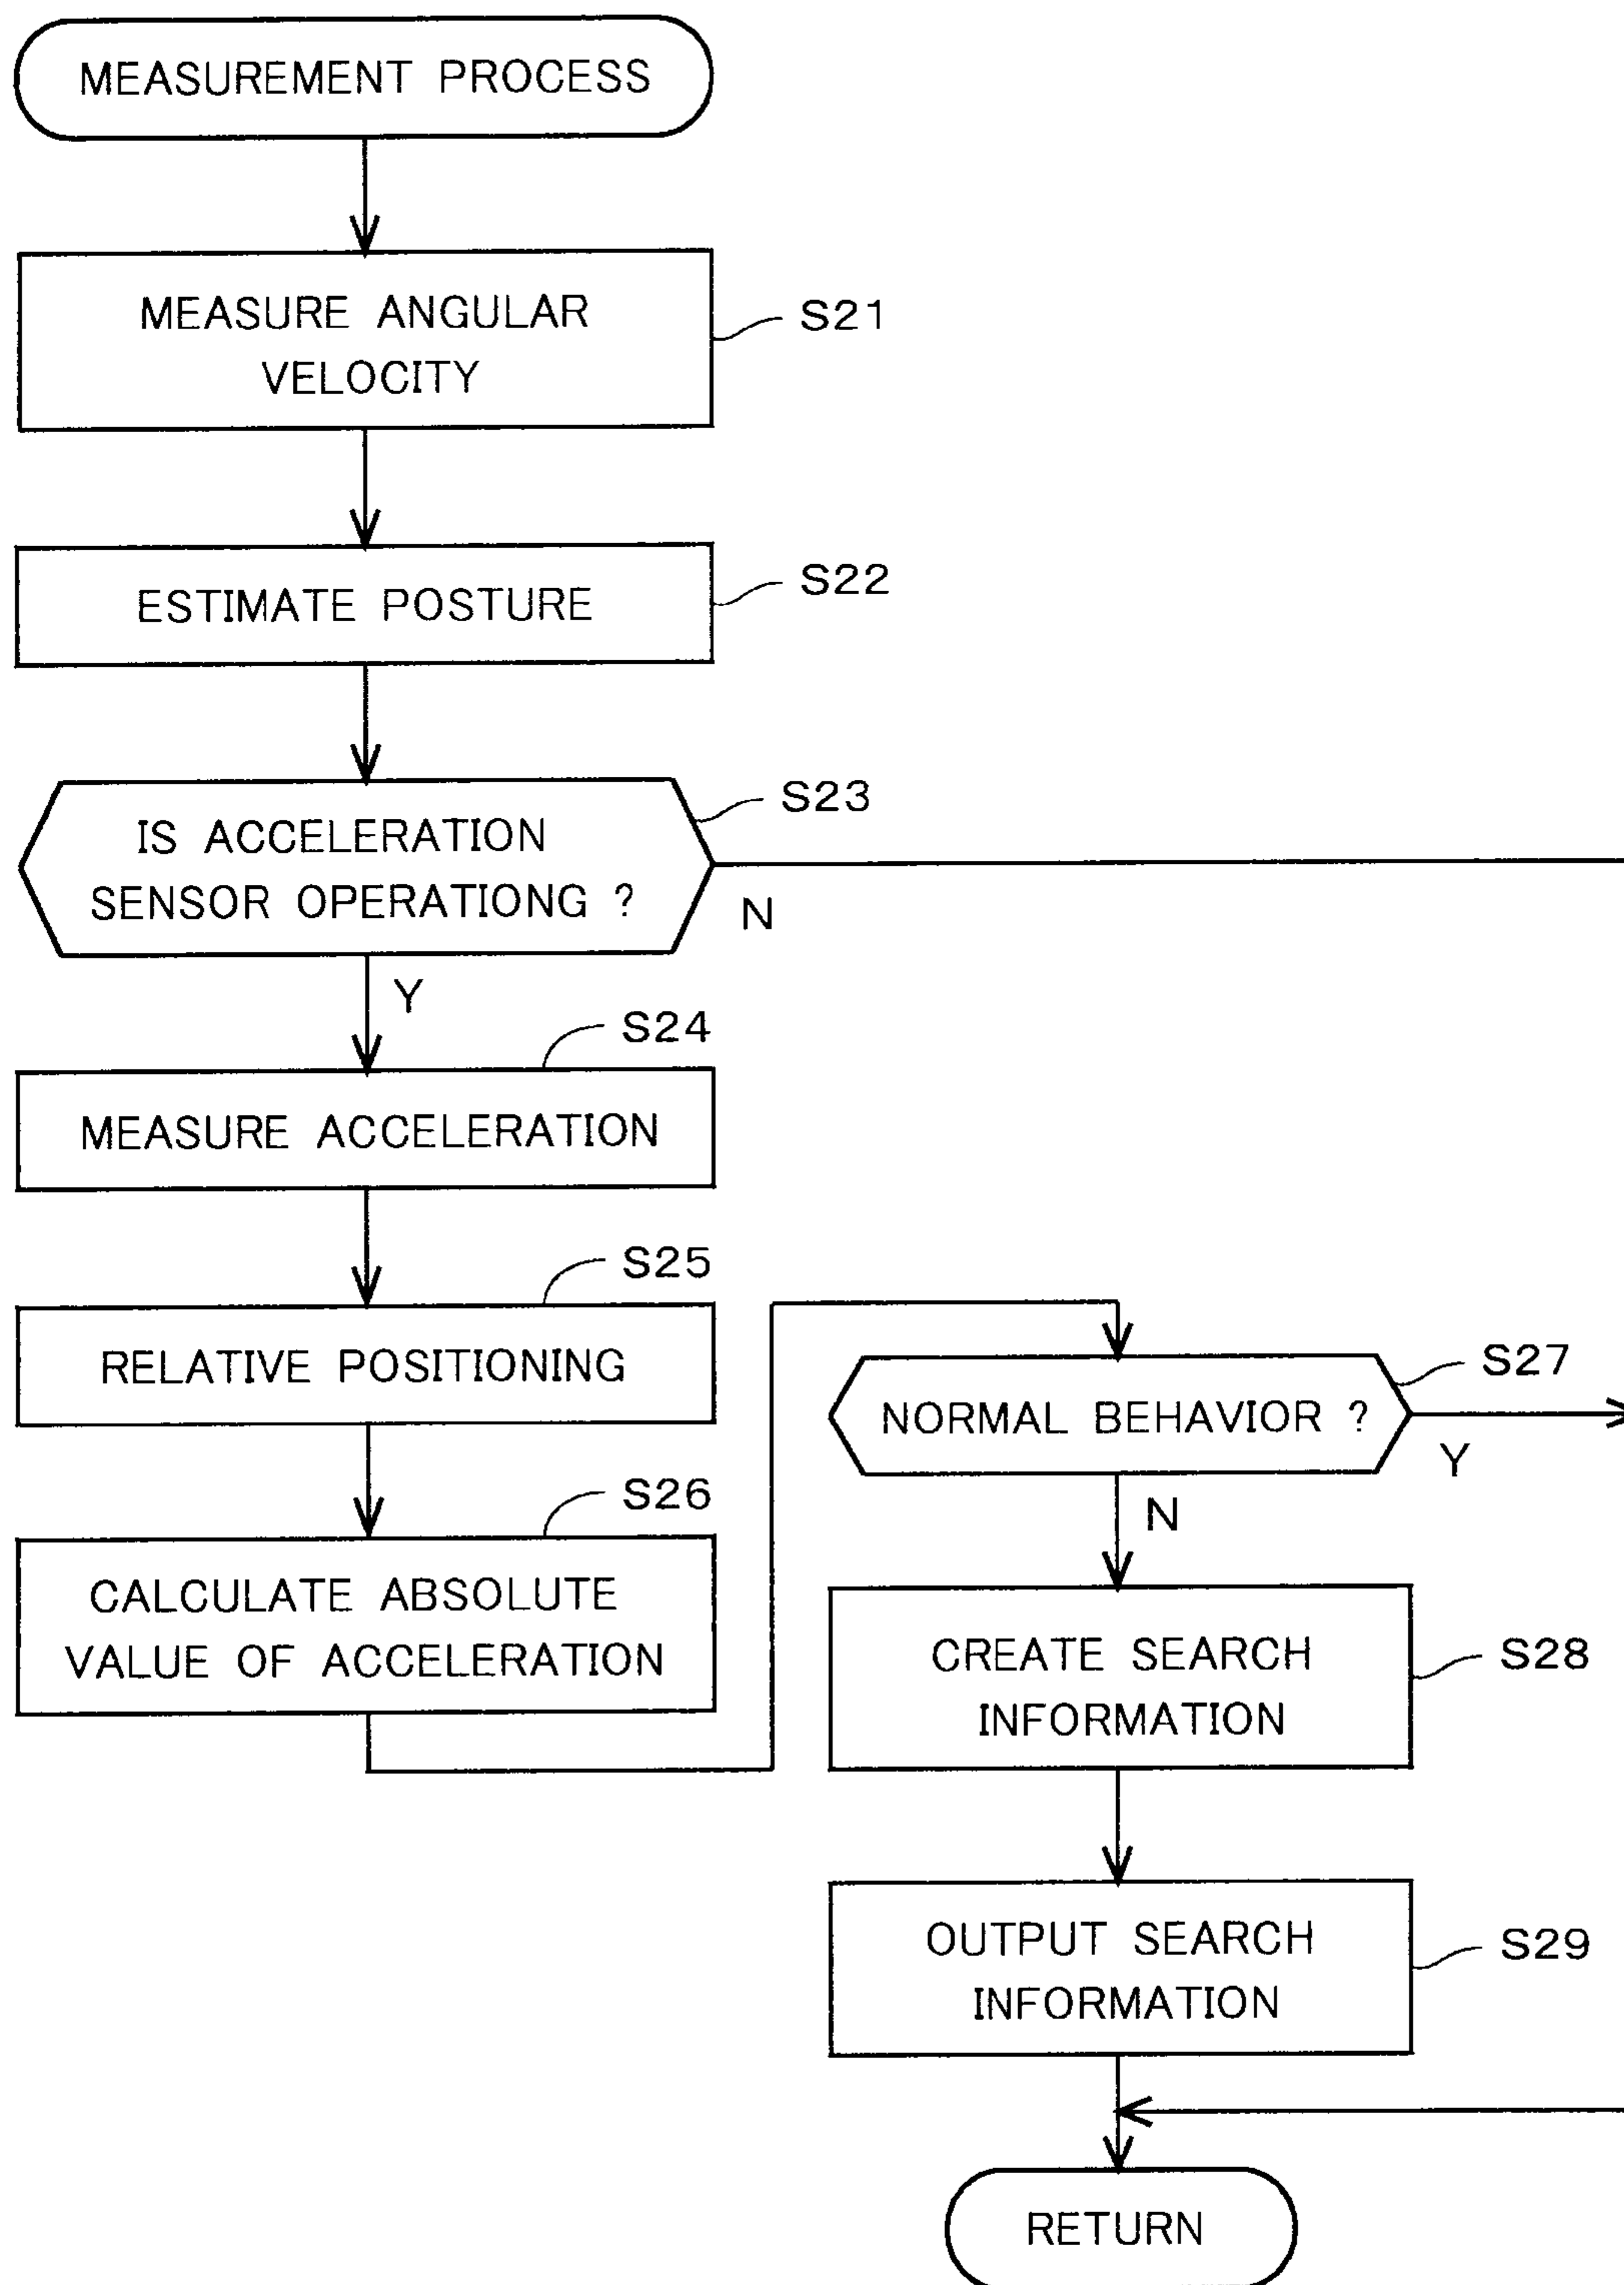 MEASUREMENT PROCESS
MEASURE ANGULAR
VELOCITY
S21
ESTIMATE POSTURE
S22
IS ACCELERATION
SENSOR OPERATIONG ?
S23
N
Y
S24
MEASURE ACCELERATION
S25
RELATIVE POSITIONING
S26
CALCULATE ABSOLUTE
VALUE OF ACCELERATION
S27
NORMAL BEHAVIOR ?
Y
N
CREATE SEARCH
INFORMATION
S28
OUTPUT SEARCH
INFORMATION
S29
RETURN